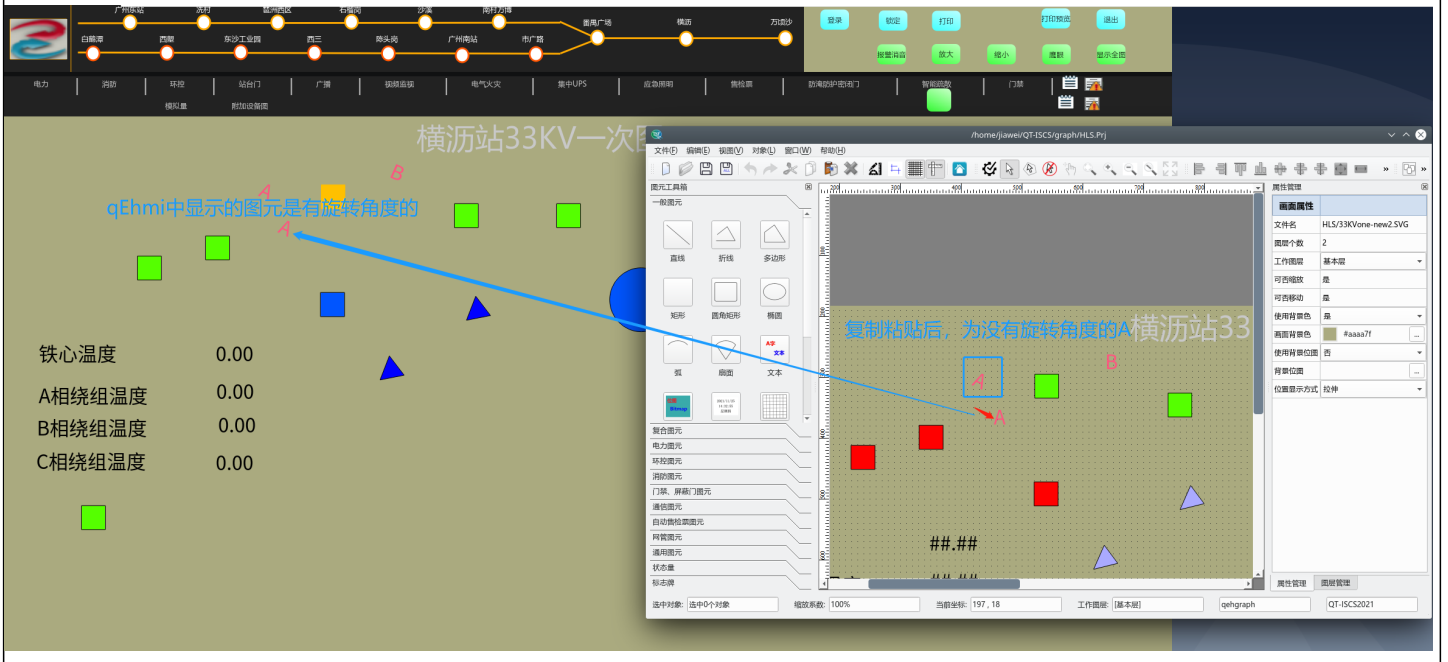 广州东站
洗村
琶洲西区
石榴岗
沙溪
南村万博
番禺广场
横沥
万顷沙
白鹅潭
西塱
东沙工业园
西三
陈头岗
广州南站
市广路
登录
锁定
打印
打印预览
退出
报警消音
放大
缩小
鹰眼
显示全图
电力
消防
环控
站台门
广播
视频监视
电气火灾
集中UPS
应急照明
售检票
防淹防护密闭门
智能疏散
门禁
模拟量
附加设备图
横沥站33KV一次图
B
A
qEhmi中显示的图元是有旋转角度的
A
铁心温度
0.00
A相绕组温度
0.00
B相绕组温度
0.00
C相绕组温度
0.00
/home/jiawei/QT-ISCS/graph/HLS.Prj
文件(F) 编辑(E) 视图(V) 对象(L) 窗口(W) 帮助(H)
图元工具箱
一般图元
直线
折线
多边形
矩形
圆角矩形
椭圆
弧
扇面
A字
文本
文本
Bitmap
复合图元
电力图元
环控图元
消防图元
门禁、屏蔽门图元
通信图元
自动售检票图元
网管图元
通用图元
状态量
标志牌
200 300 400 500 600 700 800
复制粘贴后，为没有旋转角度的A
横沥站33
A
B
A
##.##
##.##
属性管理
画面属性
文件名 HLS/33KVone-new2.SVG
图层个数 2
工作图层 基本层
可否缩放 是
可否移动 是
使用背景色 是
画面背景色 #aaaa7f ...
使用背景位图 否
背景位图 ...
位置显示方式 拉伸
属性管理 图层管理
选中对象: 选中0个对象
缩放系数: 100%
当前坐标: 197 , 18
工作图层: [基本层]
qehgraph
QT-ISCS2021